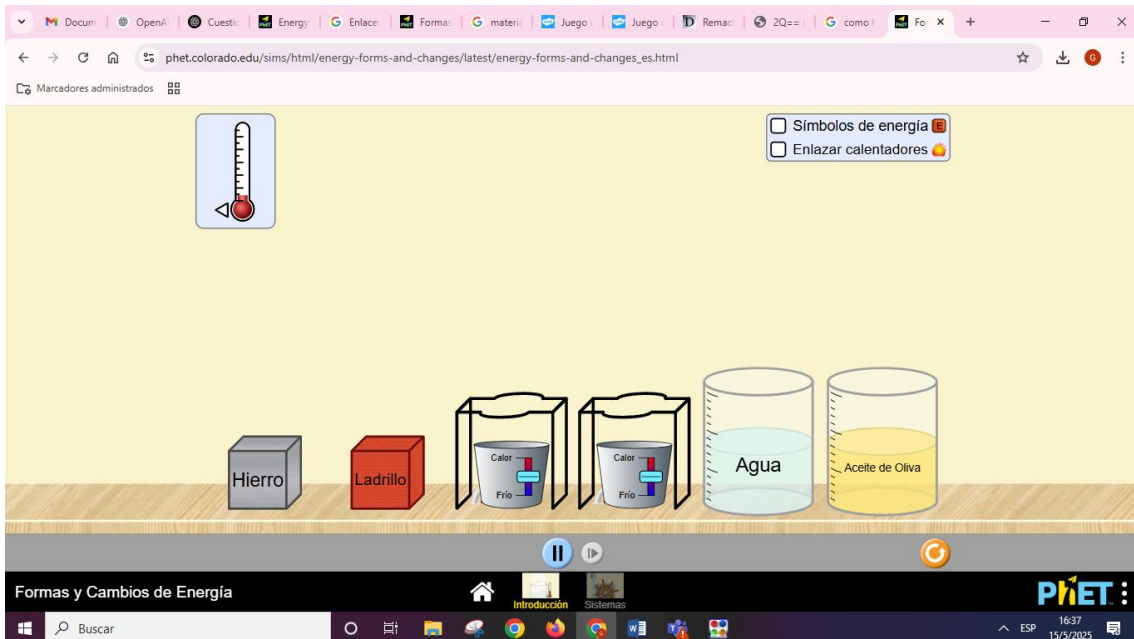 Docum
OpenA
Cuestic
Energy
Enlace:
Formas
materia
Juego
Juego
Remac
2Q==
como
Fo
phet.colorado.edu/sims/html/energy-forms-and-changes/latest/energy-forms-and-changes_es.html
G
Marcadores administrados
Símbolos de energía E
Enlazar calentadores
Hierro
Ladrillo
Calor
Frío
Calor
Frío
Agua
Aceite de Oliva
Formas y Cambios de Energía
Introducción
Sistemas
PhET
Buscar
ESP
16:37
15/5/2025